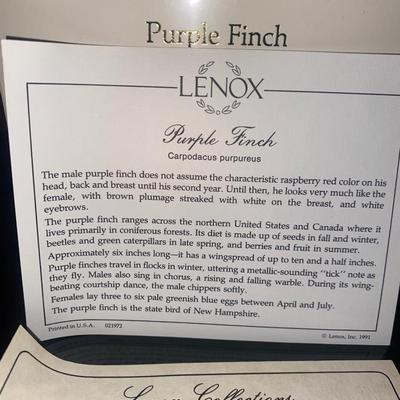 Purple Finch
LENOX
Purple Finch
Carpodacus purpureus
The male purple finch does not assume the characteristic raspberry red color on his
head, back and breast until his second year. Until then, he looks very much like the
female, with brown plumage streaked with white on the breast, and white
eyebrows.
The purple finch ranges across the northern United States and Canada where it
lives primarily in coniferous forests. Its diet is made up of seeds in fall and winter,
beetles and green caterpillars in late spring, and berries and fruit in summer.
Approximately six inches long—it has a wingspread of up to ten and a half inches.
Purple finches travel in flocks in winter, uttering a metallic-sounding "tick" note as
they fly. Males also sing in chorus, a rising and falling warble. During its wing-
beating courtship dance, the male chippers softly.
Females lay three to six pale greenish blue eggs between April and July.
The purple finch is the state bird of New Hampshire.
Printed in U.S.A. 021972
© Lenox, Inc. 1991
Lenox Collections